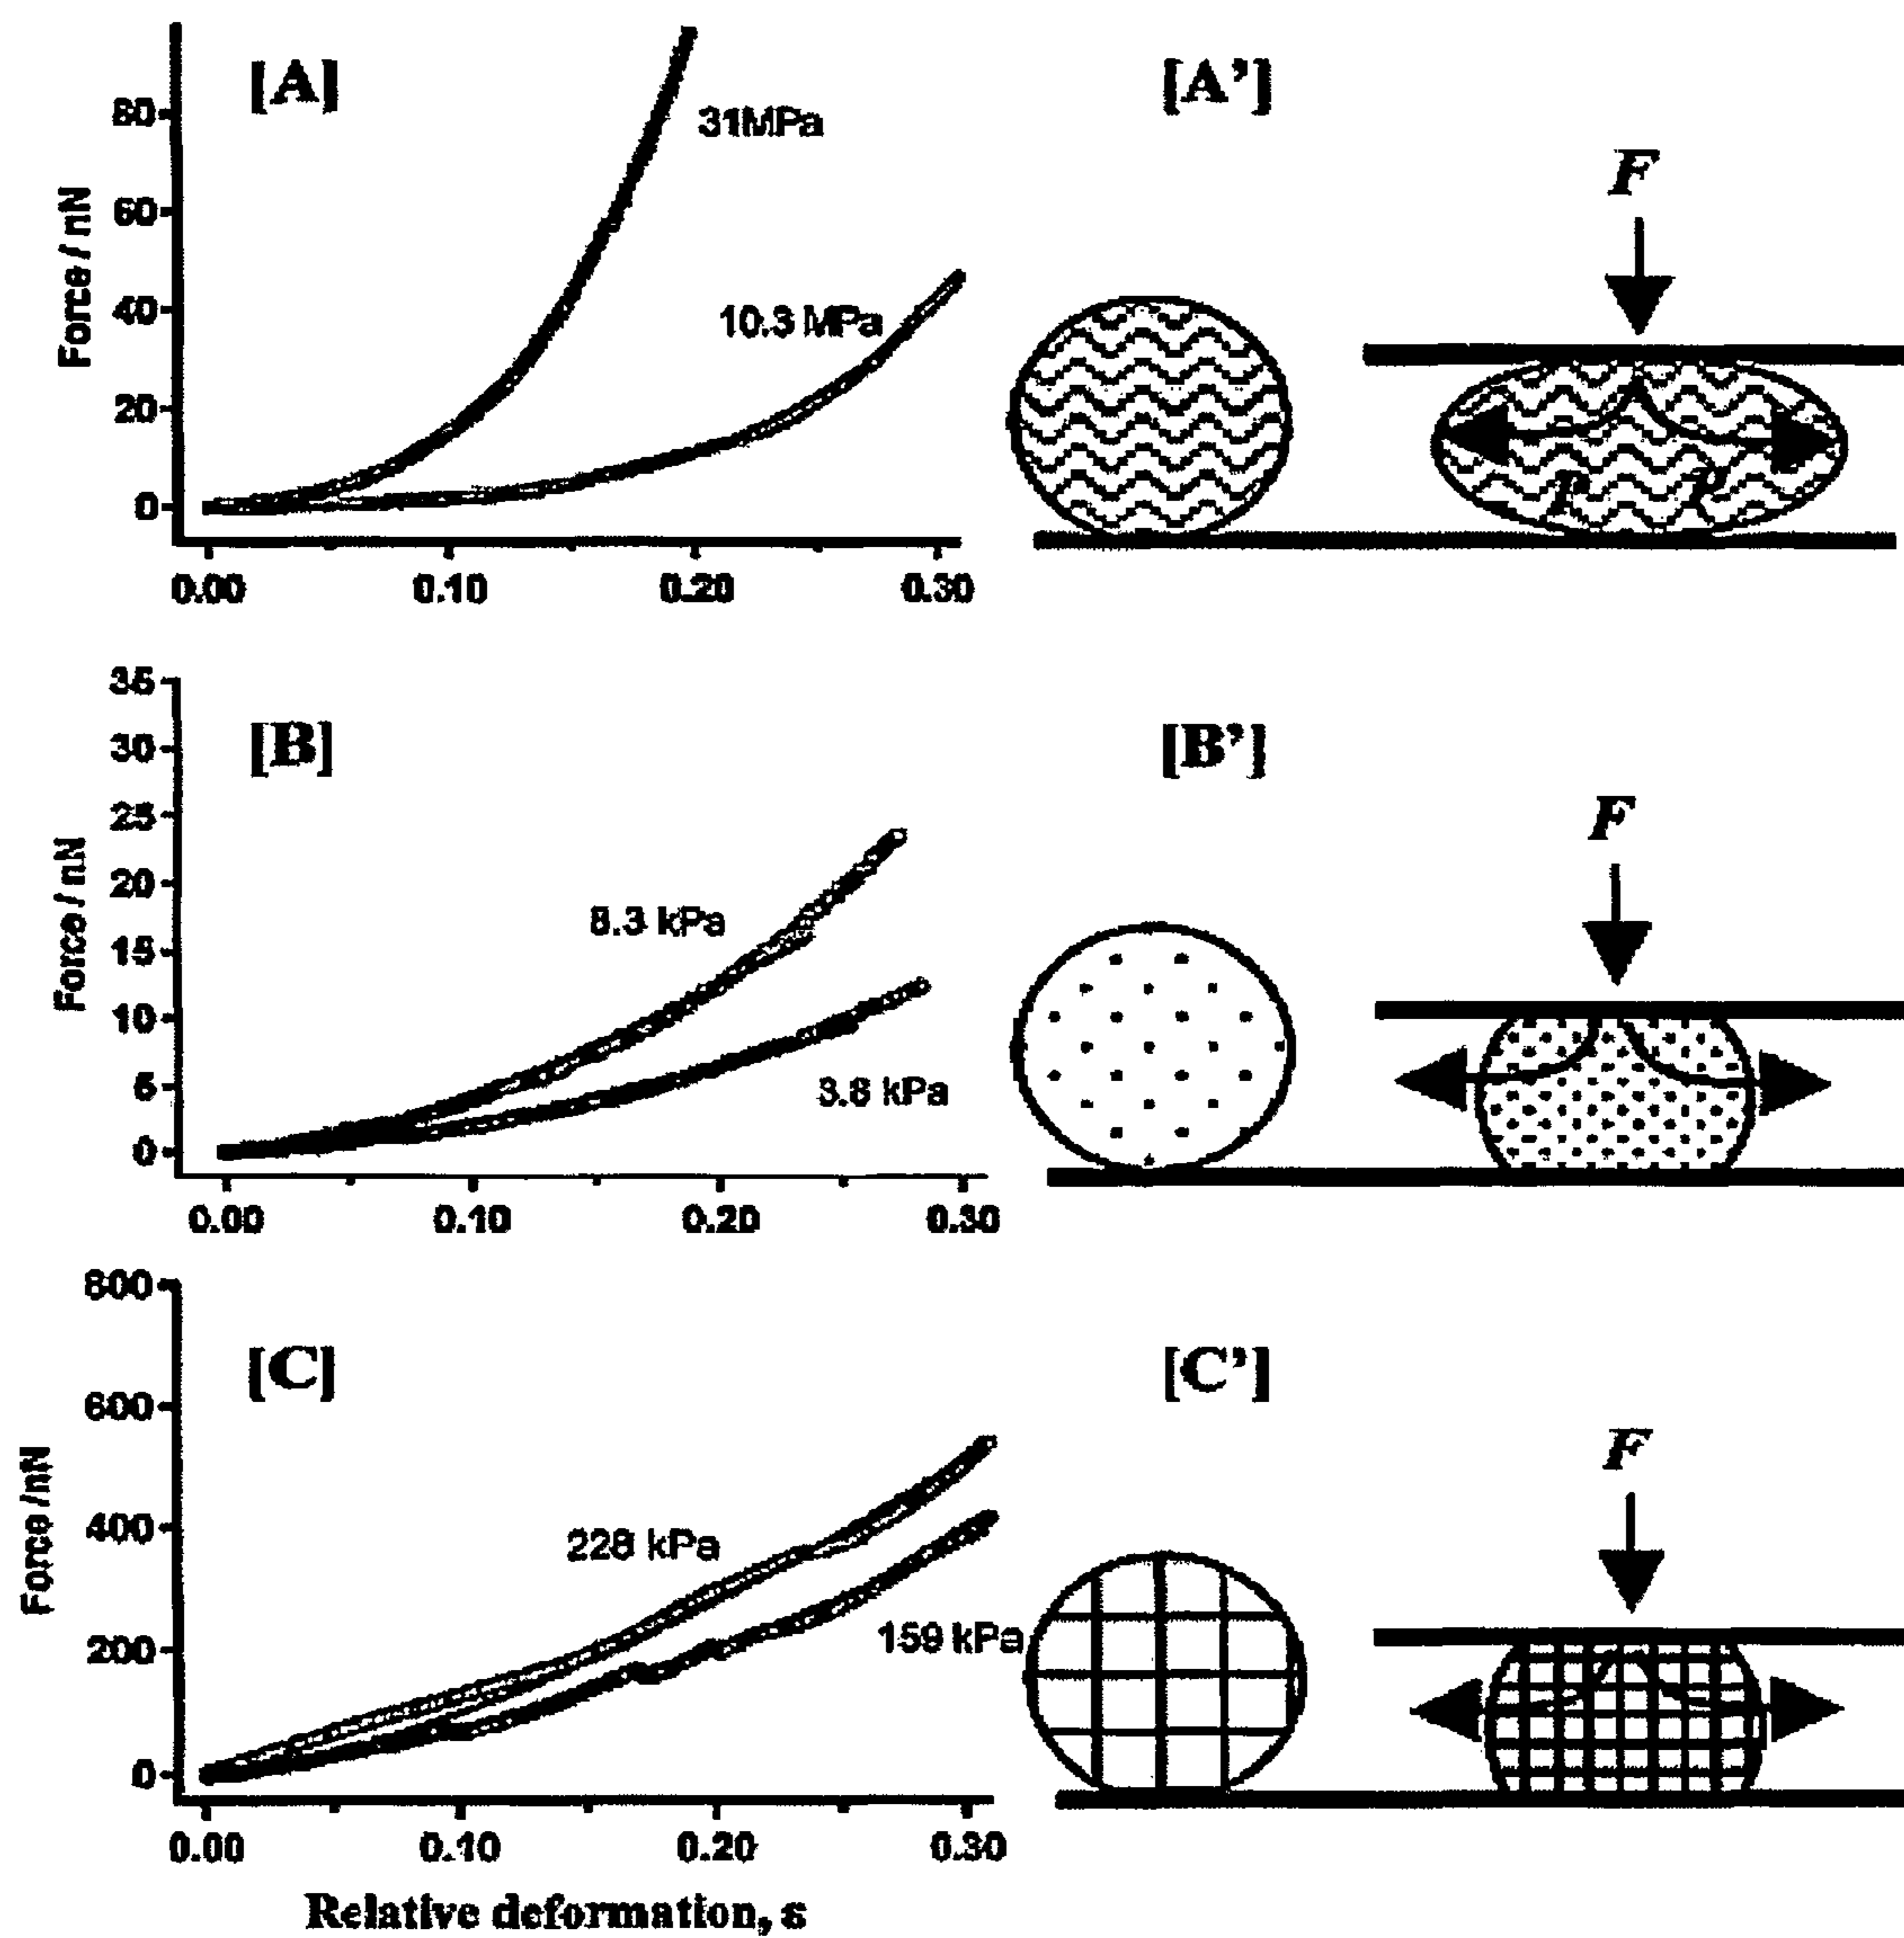 [A]
[A’]
31MPa
10.3 MPa
Force / nN
80
60
40
20
0
0.00 0.10 0.20 0.30
F
P P
[B]
[B’]
8.3 kPa
3.8 kPa
Force / nN
35
30
25
20
15
10
5
0
0.00 0.10 0.20 0.30
F
[C]
[C’]
228 kPa
159 kPa
Force /nN
800
600
400
200
0
0.00 0.10 0.20 0.30
F
Relative deformation, ε